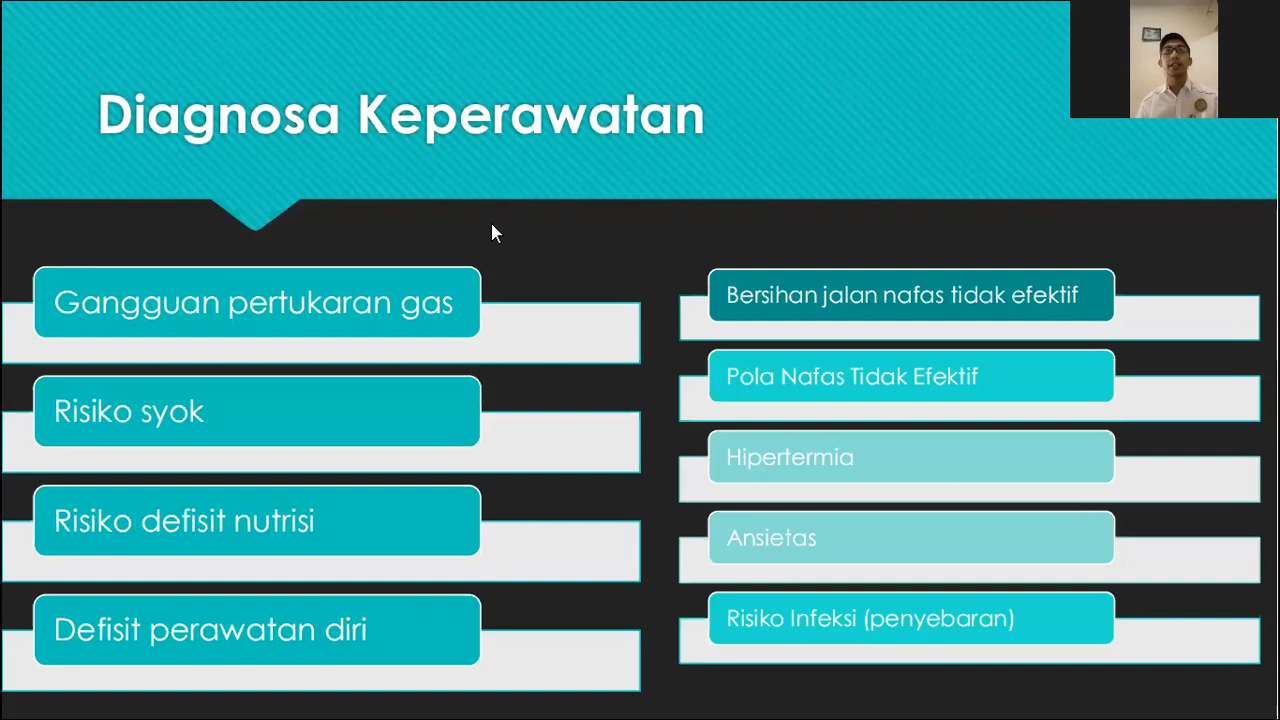 Diagnosa Keperawatan
Gangguan pertukaran gas
Risiko syok
Risiko defisit nutrisi
Defisit perawatan diri
Bersihan jalan nafas tidak efektif
Pola Nafas Tidak Efektif
Hipertermia
Ansietas
Risiko Infeksi (penyebaran)